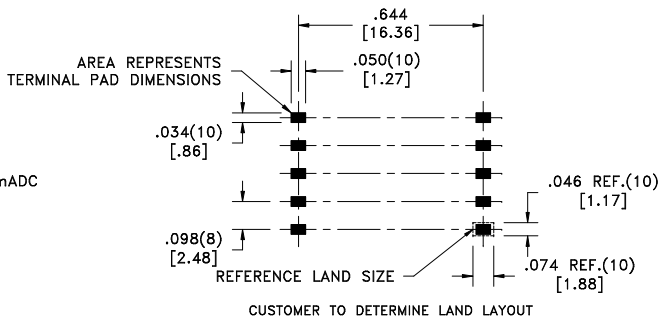 .644
[16.36]
AREA REPRESENTS
TERMINAL PAD DIMENSIONS
.050(10)
[1.27]
.034(10)
[.86]
mADC
.046 REF.(10)
[1.17]
.098(8)
[2.48]
REFERENCE LAND SIZE
.074 REF.(10)
[1.88]
CUSTOMER TO DETERMINE LAND LAYOUT